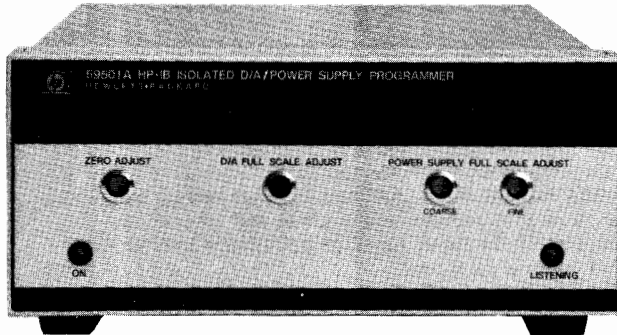 59501A HP-IB ISOLATED D/A/POWER SUPPLY PROGRAMMER
HEWLETT•PACKARD
ZERO ADJUST
D/A FULL SCALE ADJUST
POWER SUPPLY FULL SCALE ADJUST
COARSE
FINE
ON
LISTENING